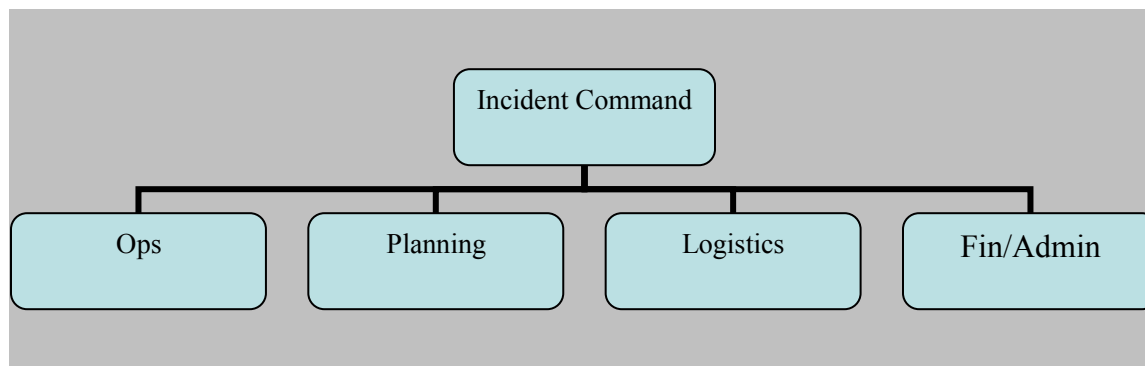 Incident Command
Ops
Planning
Logistics
Fin/Admin